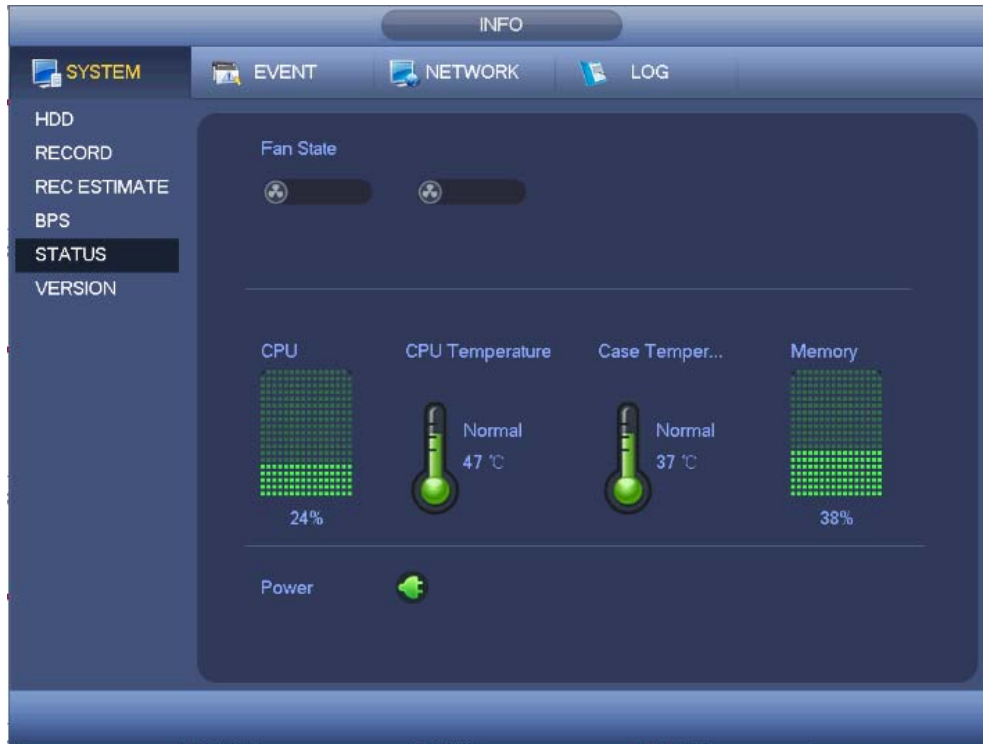 INFO
SYSTEM EVENT NETWORK LOG
HDD
RECORD
REC ESTIMATE
BPS
STATUS
VERSION
Fan State
CPU CPU Temperature Case Temper... Memory
Normal Normal
47 ℃ 37 ℃
24% 38%
Power